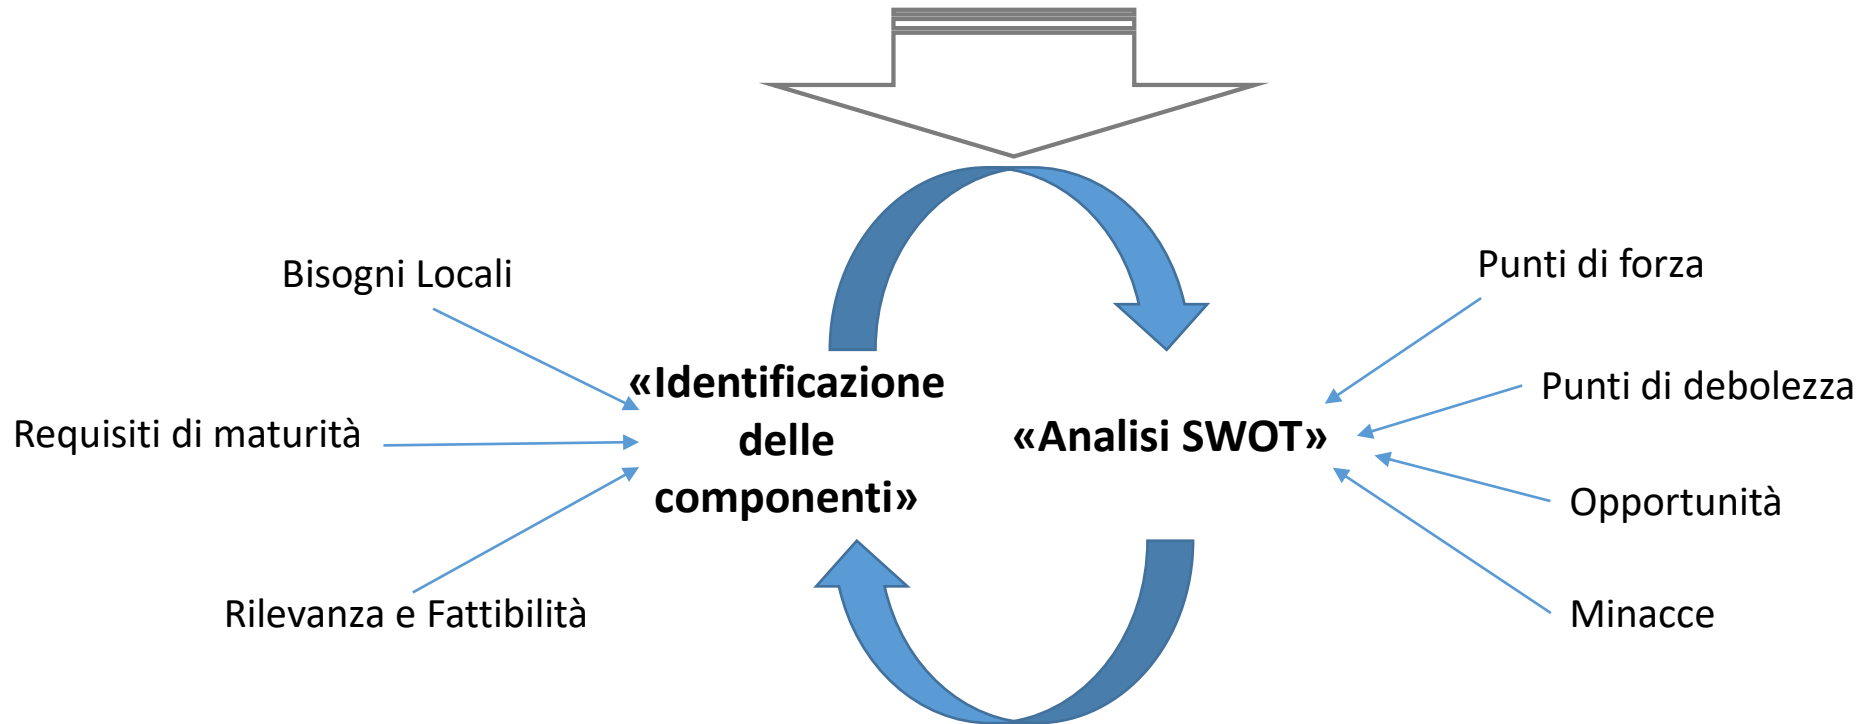 Bisogni Locali
Requisiti di maturità
Rilevanza e Fattibilità
«Identificazione
delle
componenti»
«Analisi SWOT»
Punti di forza
Punti di debolezza
Opportunità
Minacce